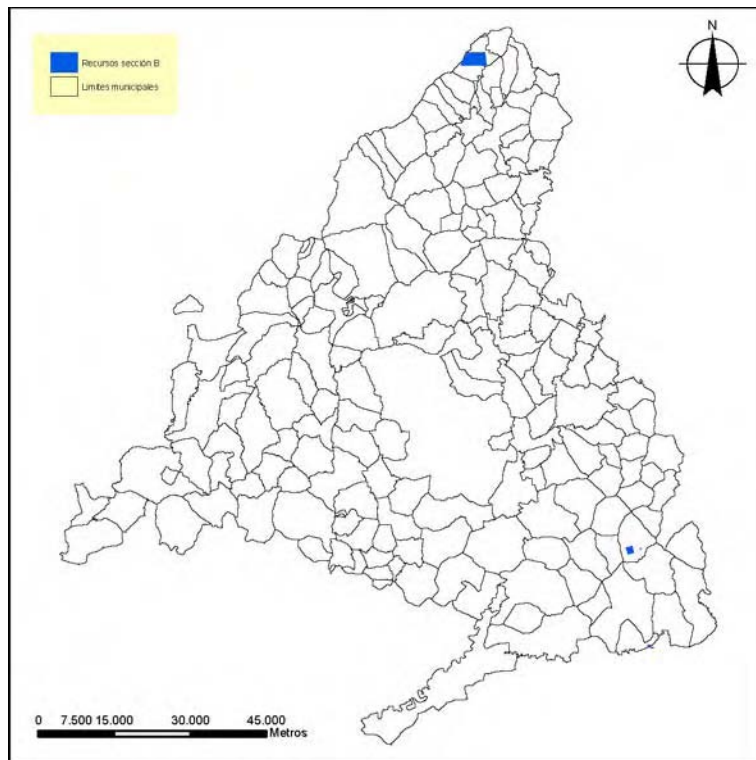 Recursos sección B
Limites municipales
N
0 7.500 15.000 30.000 45.000
Metros